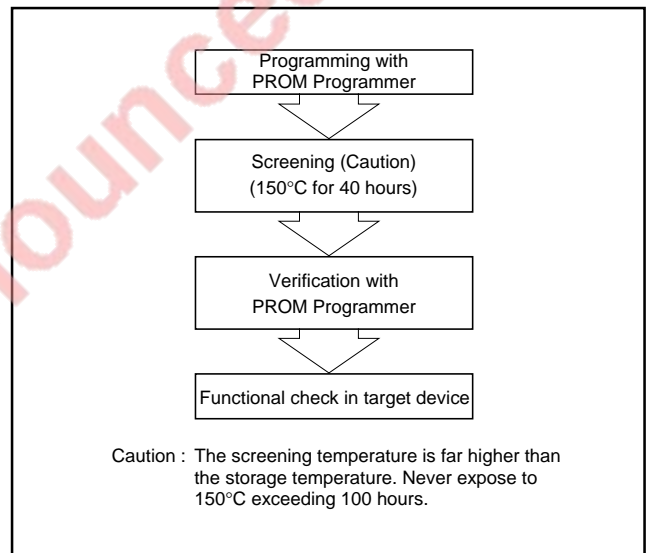 Programming with
PROM Programmer
Screening (Caution)
(150°C for 40 hours)
Verification with
PROM Programmer
Functional check in target device
Caution : The screening temperature is far higher than
the storage temperature. Never expose to
150°C exceeding 100 hours.